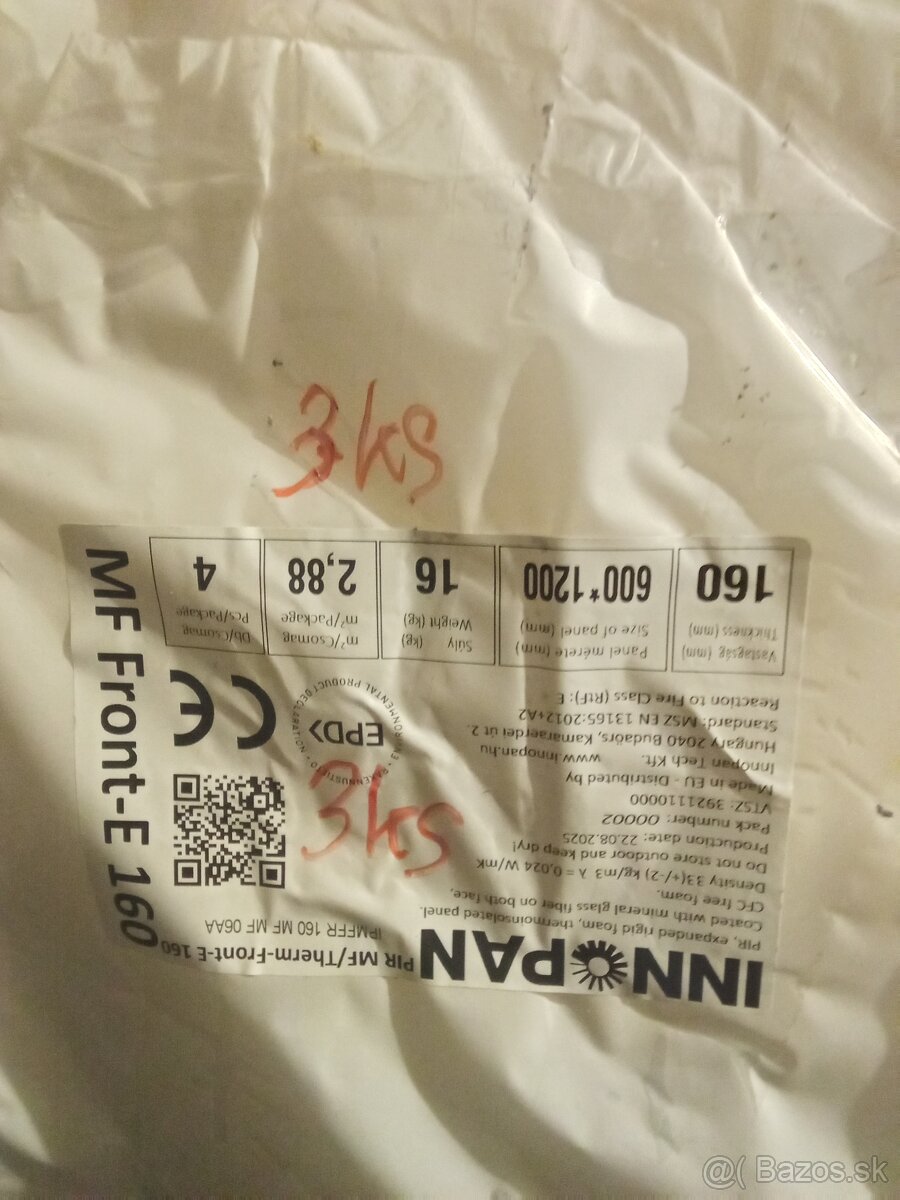 3ks
INNOPAN
PIR MF/Therm-Front-E 160
IPMFFR 160 MF MF 06AA
PIR, expanded, rigid foam, thermoinsolated panel.
Coated with mineral glass fiber on both face,
CFC free foam.
Density 33(+/-2) kg/m3 λ = 0,024 W/mK
Do not store outdoor and keep dry!
Production date: 22.08.2025
Pack number: 00002
VTSZ: 3921110000
Made in EU - Distributed by
Innopan Tech Kft. www.innopan.hu
Hungary 2040 Budaörs, Kamaraerdei út 2.
Standard: MSZ EN 13165:2012+A2
Reaction to Fire Class (RtF): E
3ks
EPD
CE
Vastagság (mm)
Thickness (mm)
160
Panel mérete (mm)
Size of panel (mm)
600*1200
Súly (kg)
Weight (kg)
16
m²/Csomag
m²/Package
2,88
Db/csomag
Pcs/Package
4
MF Front-E 160
@( Bazos.sk